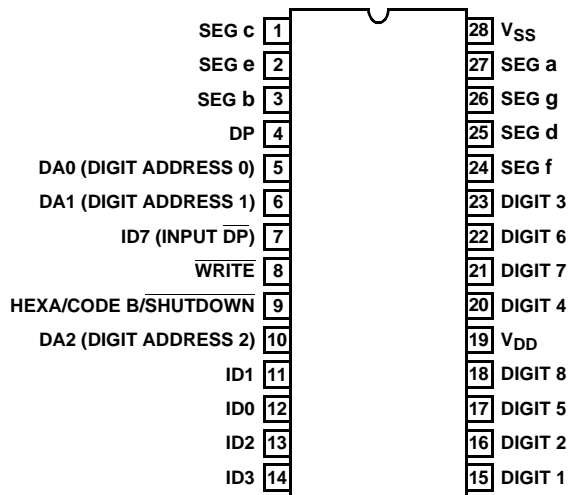 SEG c 1 28 VSS
SEG e 2 27 SEG a
SEG b 3 26 SEG g
DP 4 25 SEG d
DA0 (DIGIT ADDRESS 0) 5 24 SEG f
DA1 (DIGIT ADDRESS 1) 6 23 DIGIT 3
ID7 (INPUT DP) 7 22 DIGIT 6
WRITE 8 21 DIGIT 7
HEXA/CODE B/SHUTDOWN 9 20 DIGIT 4
DA2 (DIGIT ADDRESS 2) 10 19 VDD
ID1 11 18 DIGIT 8
ID0 12 17 DIGIT 5
ID2 13 16 DIGIT 2
ID3 14 15 DIGIT 1